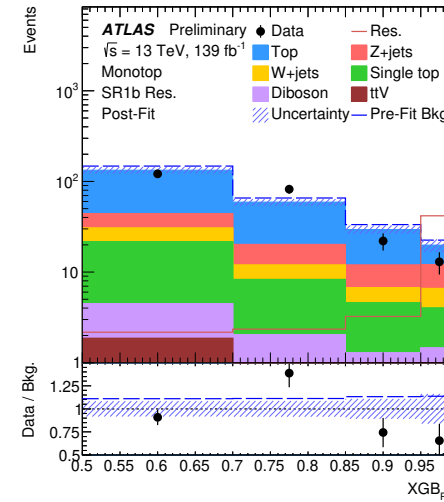 Events
ATLAS Preliminary
√s = 13 TeV, 139 fb-1
Monotop
SR1b Res.
Post-Fit
Data
Res.
Top
Z+jets
W+jets
Single top
Diboson
ttV
Uncertainty
Pre-Fit Bkg
10³
10²
10
1
Data / Bkg.
1.25
1
0.75
0.5
0.5 0.55 0.6 0.65 0.7 0.75 0.8 0.85 0.9 0.95
XGB